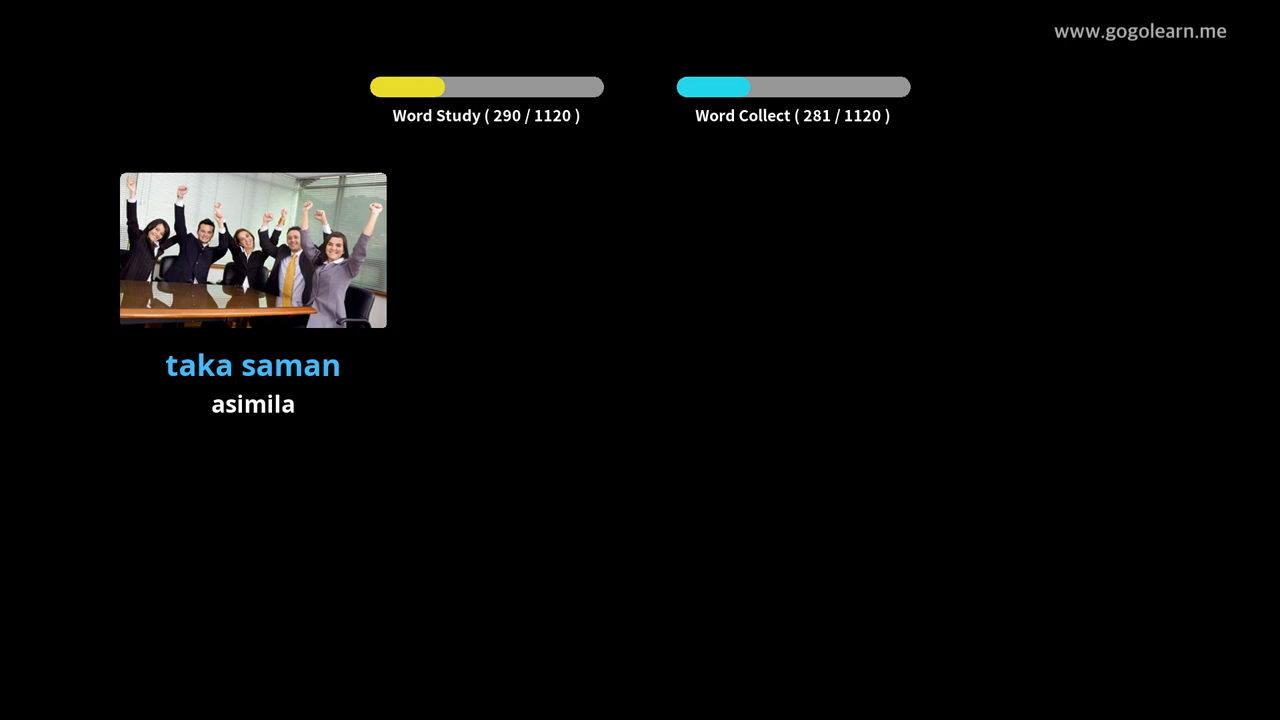 www.gogolearn.me
Word Study ( 290 / 1120 )
Word Collect ( 281 / 1120 )
taka saman
asimila